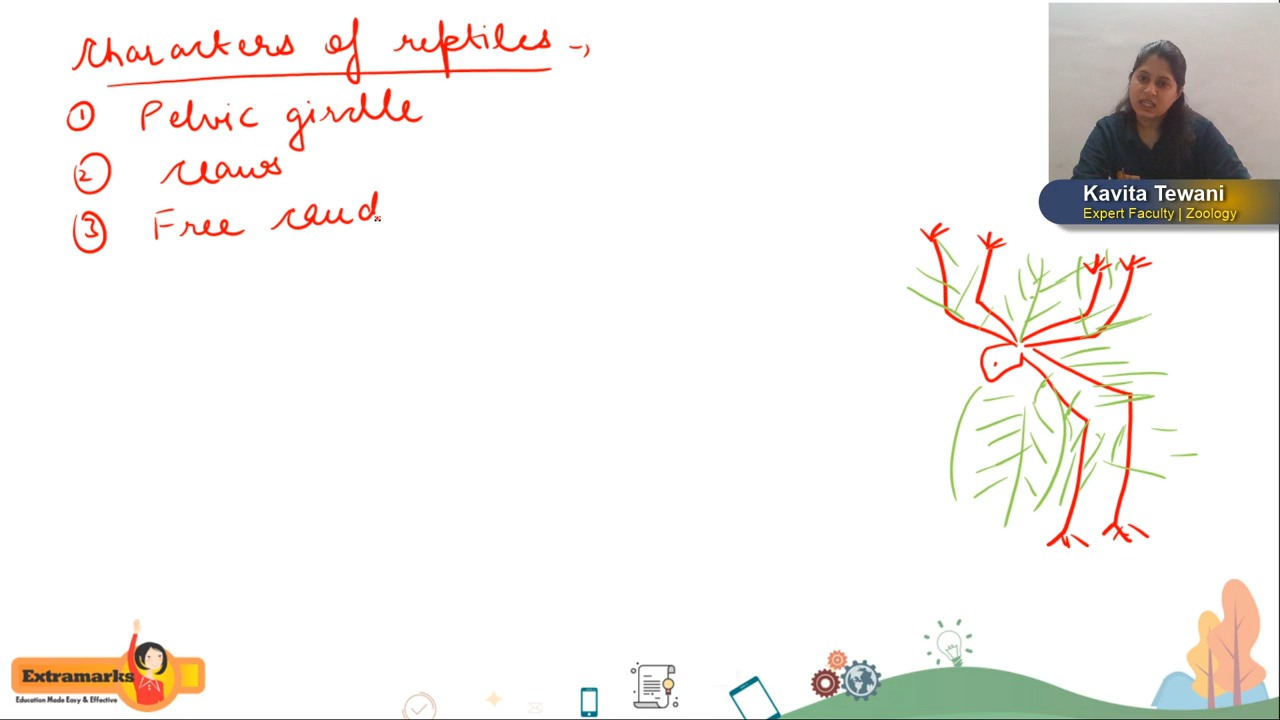 Characters of reptiles →
① Pelvic girdle
② claws
③ Free caud
Kavita Tewani
Expert Faculty | Zoology
Extramarks
Education Made Easy & Effective